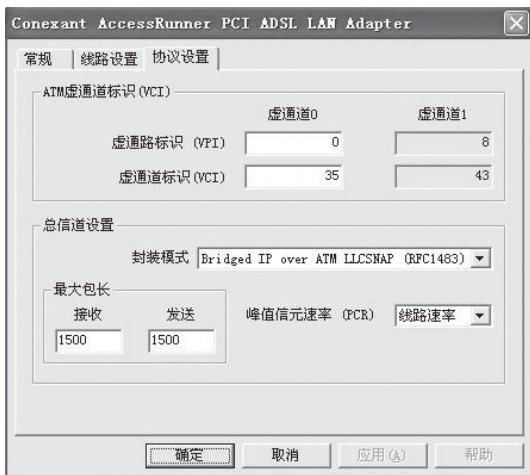 Conexant AccessRunner PCI ADSL LAN Adapter
常规 线路设置 协议设置
ATM虚通道标识(VCI)
虚通道0 虚通道1
虚通路标识 (VPI) 0 8
虚通道标识(VCI) 35 43
总信道设置
封装模式 Bridged IP over ATM LLCSNAP (RFC1483)
最大包长
接收 发送 峰值信元速率 (PCR) 线路速率
1500 1500
确定 取消 应用(A) 帮助